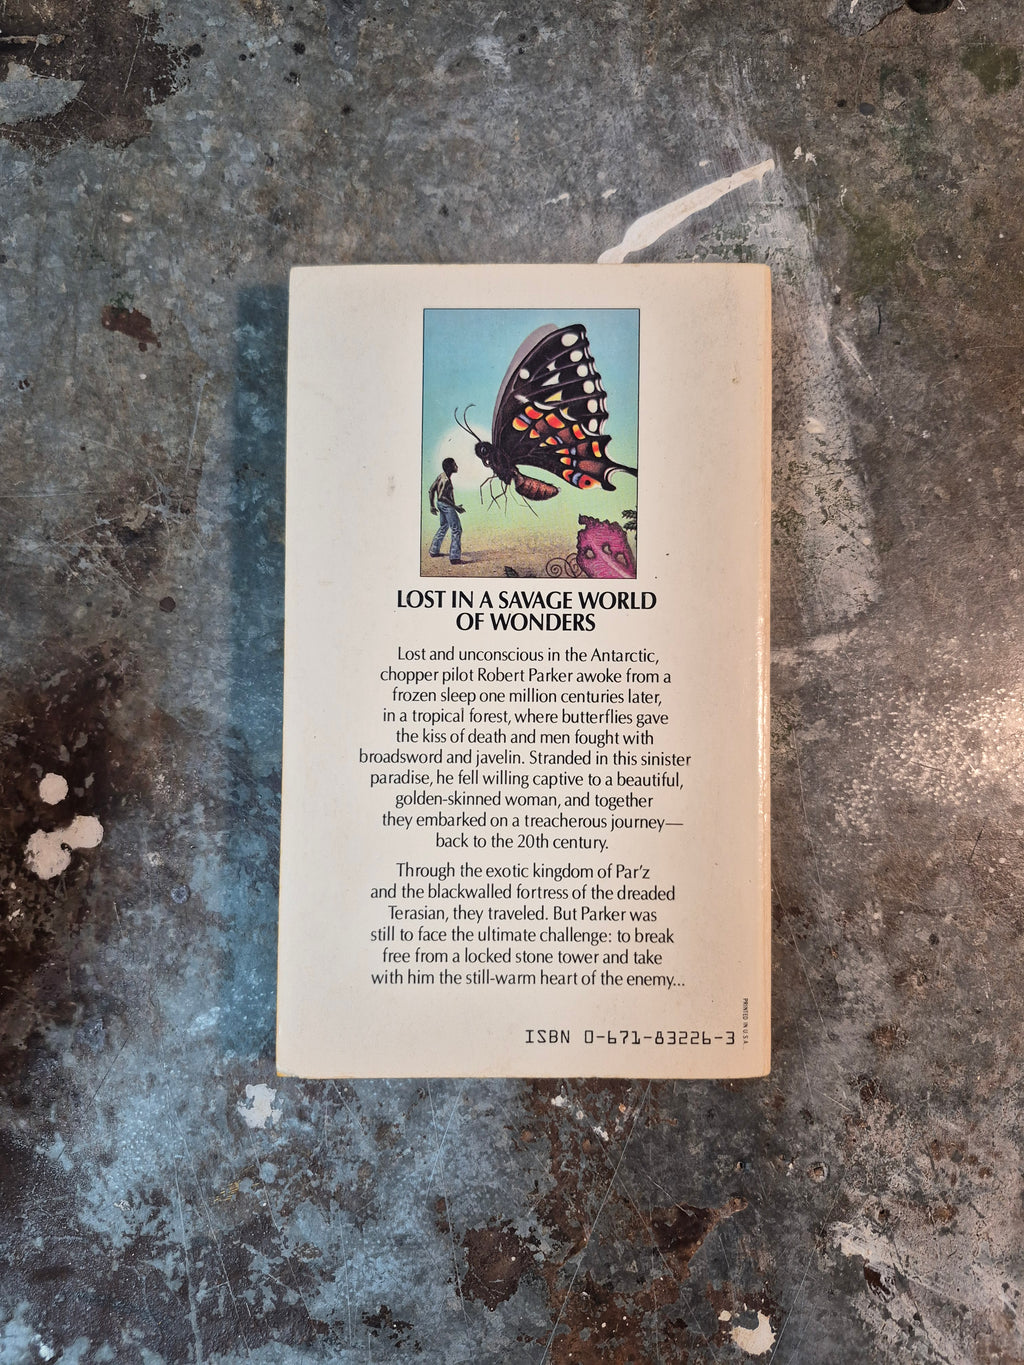 LOST IN A SAVAGE WORLD
OF WONDERS
Lost and unconscious in the Antarctic,
chopper pilot Robert Parker awoke from a
frozen sleep one million centuries later,
in a tropical forest, where butterflies gave
the kiss of death and men fought with
broadsword and javelin. Stranded in this sinister
paradise, he fell willing captive to a beautiful,
golden-skinned woman, and together
they embarked on a treacherous journey—
back to the 20th century.
Through the exotic kingdom of Par'z
and the blackwalled fortress of the dreaded
Terasian, they traveled. But Parker was
still to face the ultimate challenge: to break
free from a locked stone tower and take
with him the still-warm heart of the enemy...
ISBN 0-671-83226-3
PRINTED IN U.S.A.